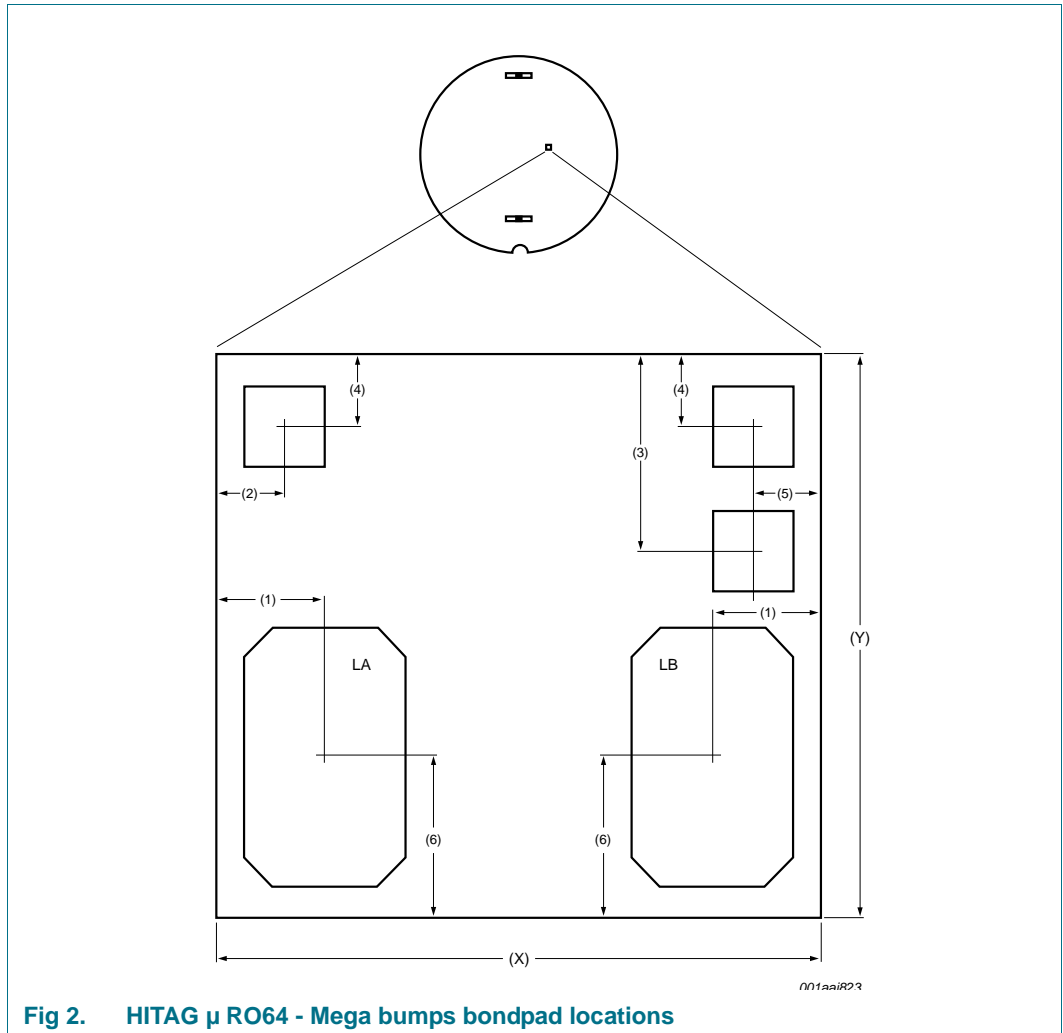 (4)
(4)
(3)
(2)
(5)
(1)
(1)
(Y)
LA
LB
(6)
(6)
(X)
001aaj823
Fig 2. HITAG μ RO64 - Mega bumps bondpad locations